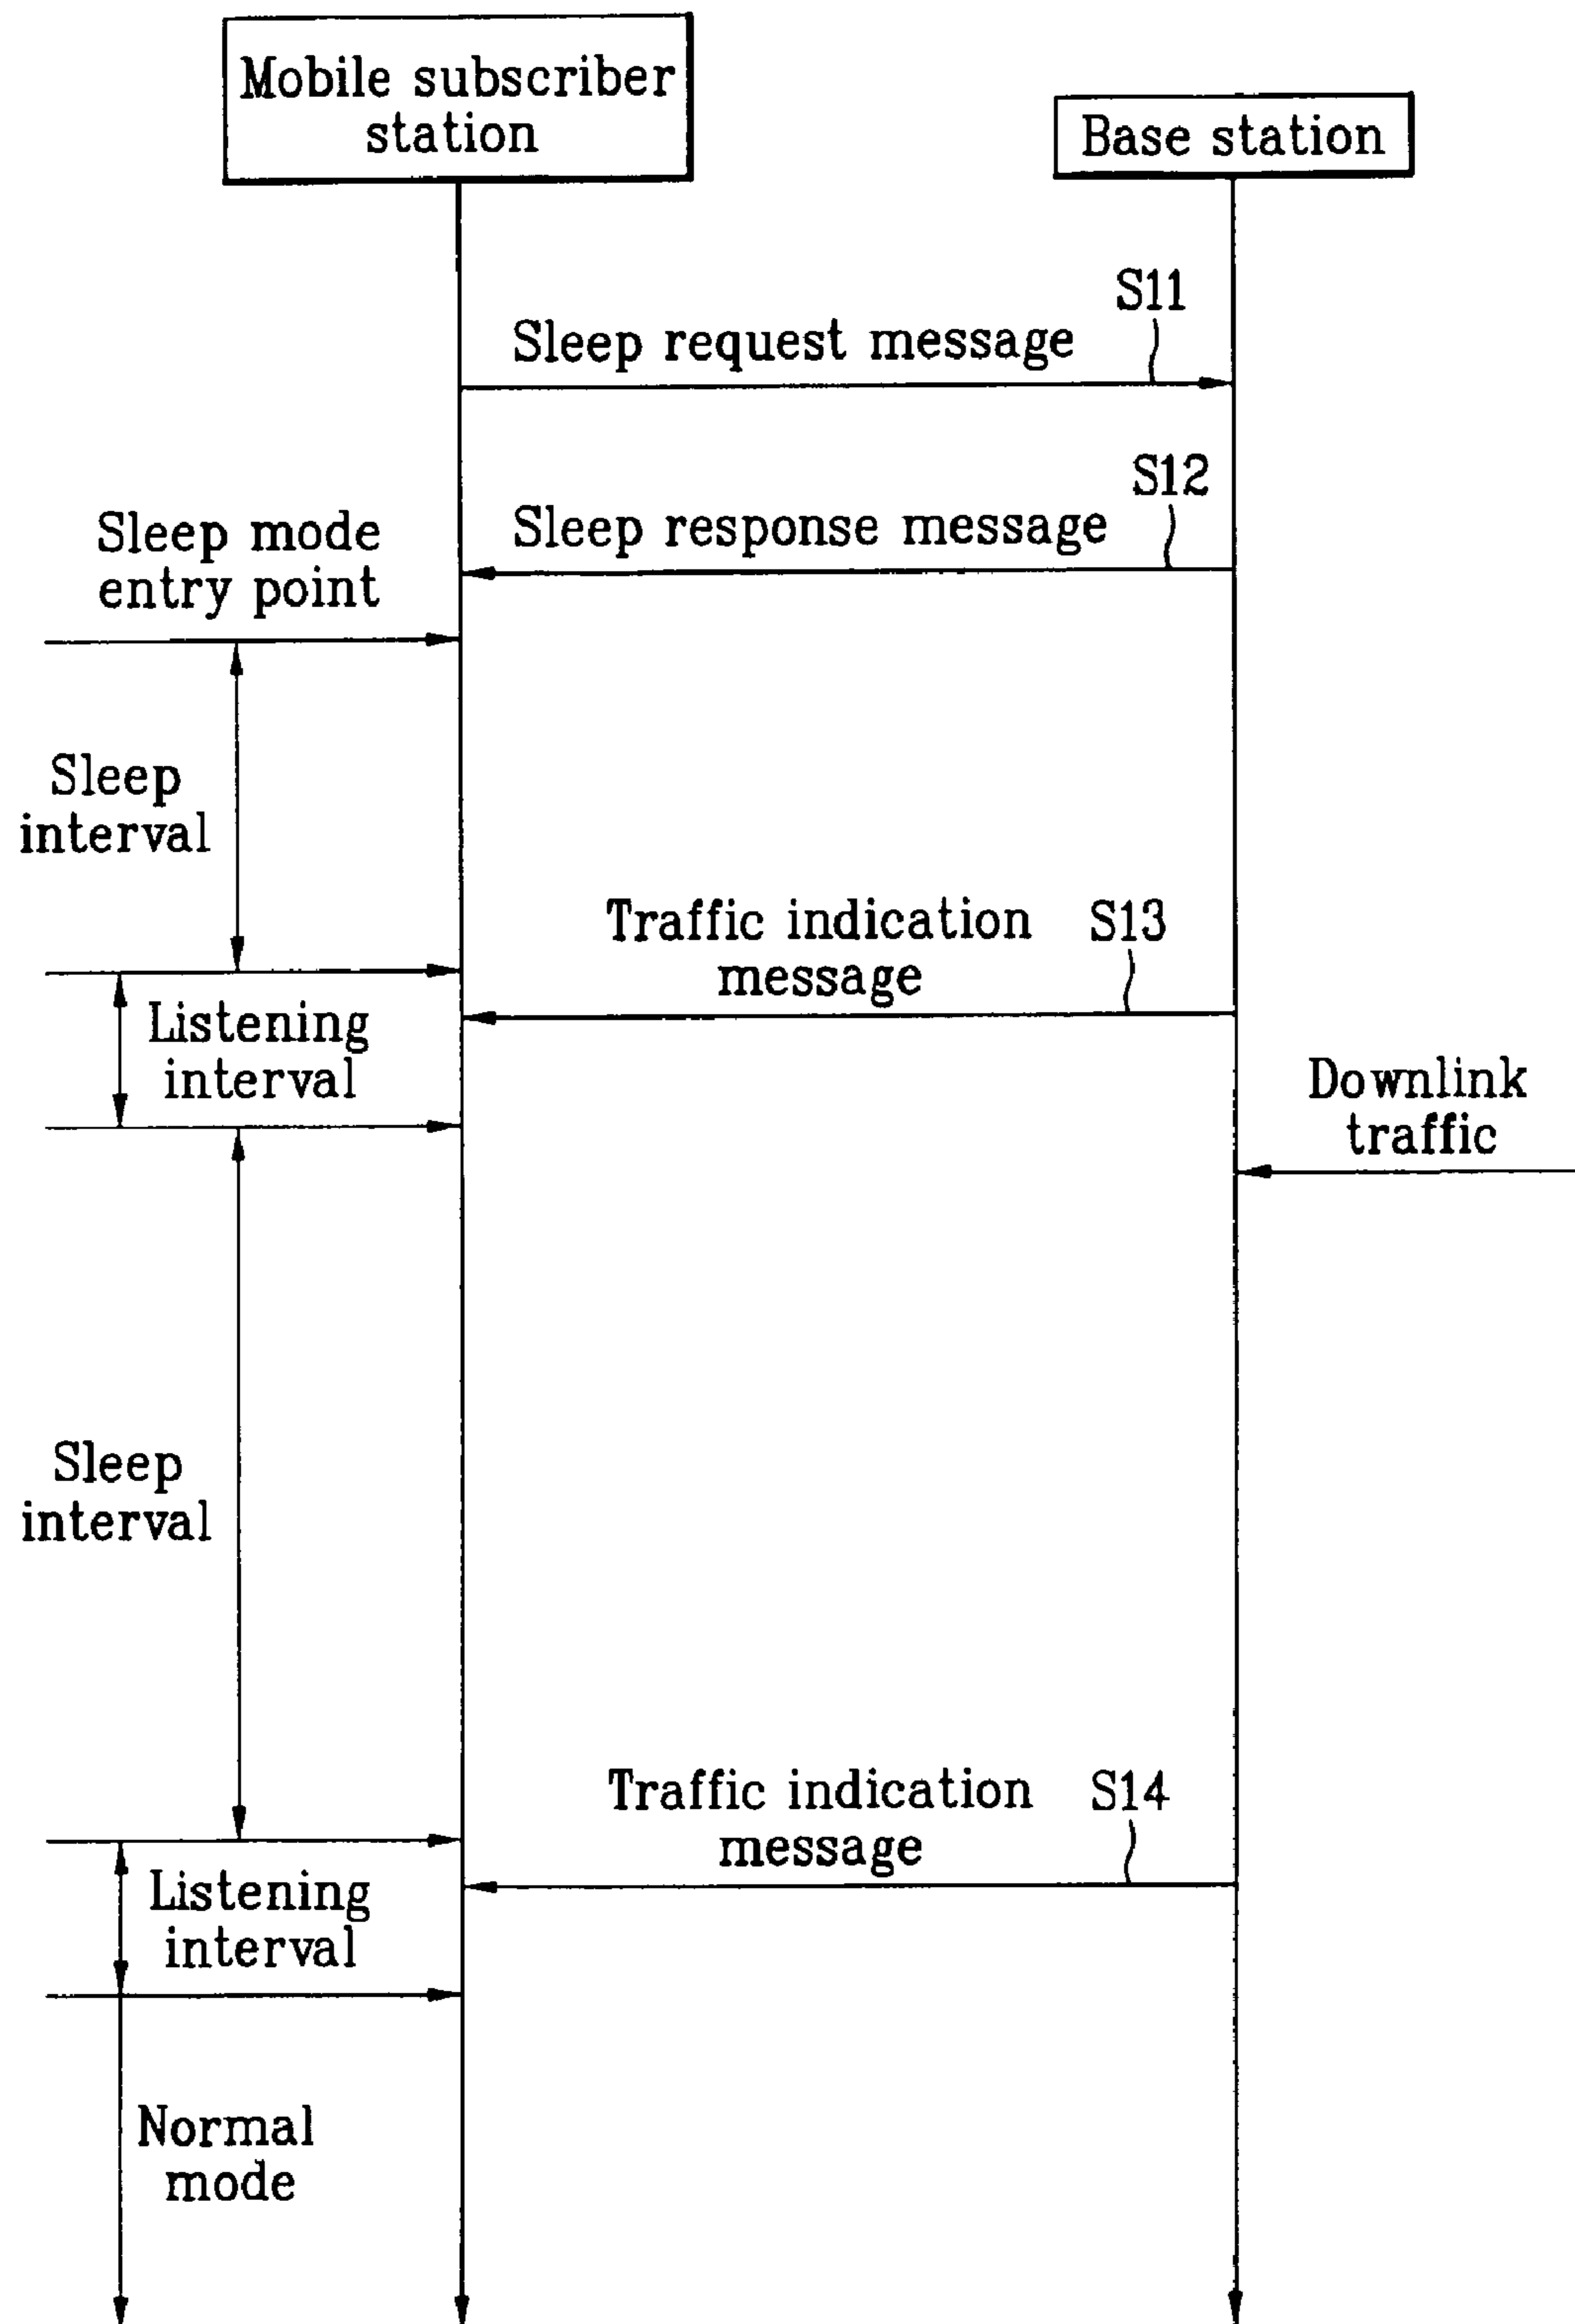 Mobile subscriber
station
Base station
S11
Sleep request message
S12
Sleep response message
Sleep mode
entry point
Sleep
interval
Traffic indication
message
S13
Listening
interval
Downlink
traffic
Sleep
interval
Traffic indication
message
S14
Listening
interval
Normal
mode